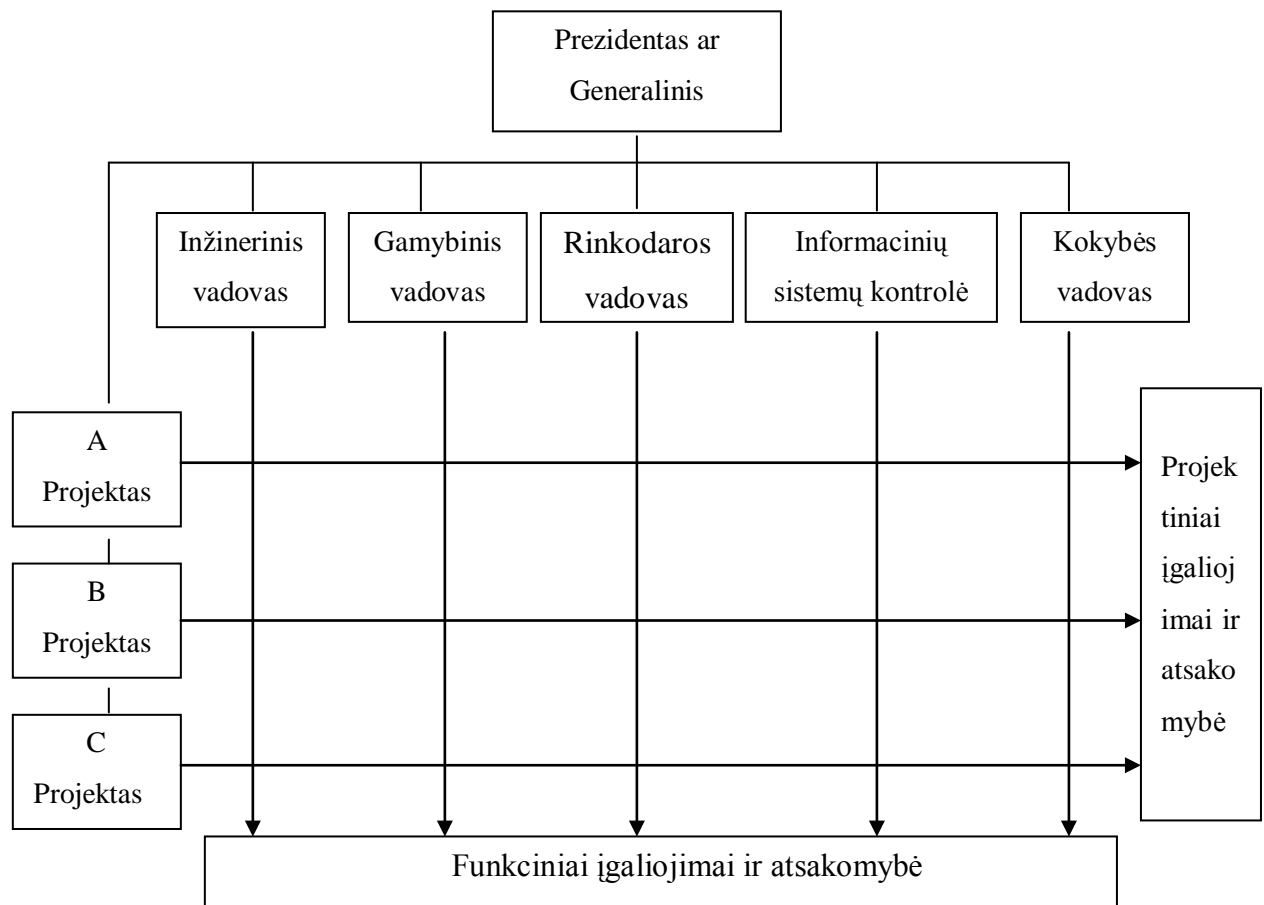 Prezidentas ar
Generalinis
Inžinerinis
vadovas
Gamybinis
vadovas
Rinkodaros
vadovas
Informacinių
sistemų kontrolė
Kokybės
vadovas
A
Projektas
B
Projektas
C
Projektas
Projek
tiniai
įgalioj
imai ir
atsako
mybė
Funkciniai įgaliojimai ir atsakomybė